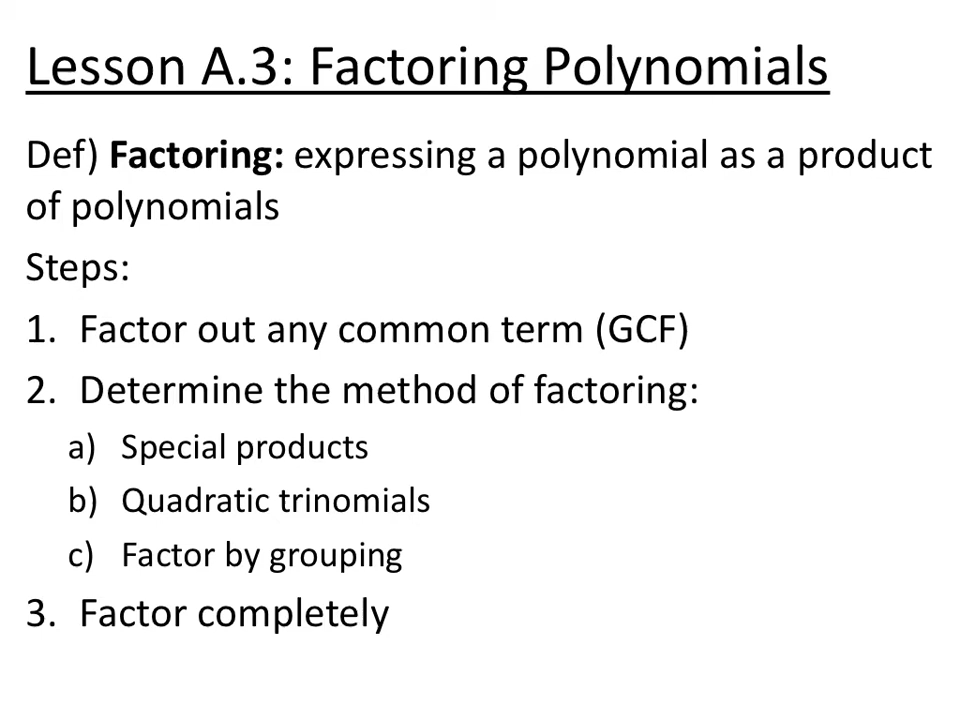 Lesson A.3: Factoring Polynomials
Def) Factoring: expressing a polynomial as a product
of polynomials
Steps:
1. Factor out any common term (GCF)
2. Determine the method of factoring:
a) Special products
b) Quadratic trinomials
c) Factor by grouping
3. Factor completely